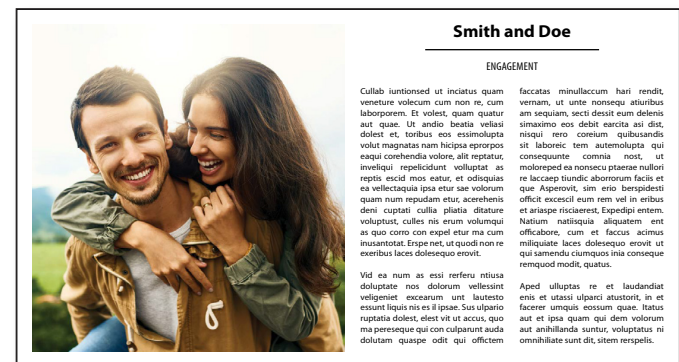 Smith and Doe
ENGAGEMENT
Cullab iuntionsed ut inciatus quam
veneture volecum cum non re, cum
laborporem. Et volest, quam quatur
aut quae. Ut andio beatia veliasi
dolest et, toribus eos essimolupta
volut magnatas nam hicipsa eprorpos
eaqui corehendia volore, alit reptatur,
inveliqui repelicidunt volluptat as
reptis escid mos eatur, et odisquias
ea vellectaquia ipsa etur sae volorum
quam num repudam etur, acerehenis
deni cuptati cullia pliatia ditature
voluptust, culles nis erum volumqui
as quo corro con expel etur ma cum
inusantotat. Erspe net, ut quodi non re
exeribus laces dolesequo erovit.
Vid ea num as essi rerferu ntiusa
doluptate nos dolorum vellessint
veligeniet excearum unt lautesto
essunt liquis nis es il ipsae. Sus ulpario
ruptatia dolest, elest vit ut accus, quo
ma pereseque qui con culparunt auda
dolutam quaspe odit qui offictem
faccatas minullaccum hari rendit,
vernam, ut unte nonsequ atiuribus
am sequiam, secti dessit eum delenis
simaximo eos debit earcita asi dist,
nisqui rero coreium quibusandis
sit laboreic tem autemolupta qui
consequunte comnia nost, ut
moloreped ea nonsecu ptaerae nullori
re laccaep tiundic aborrorum faciis et
que Asperovit, sim erio berspidesti
officit excescil eum rem vel in eribus
et ariaspe risciaerest, Expedipi entem.
Natium natiisquia aliquatem ent
officabore, cum et faccus acimus
miliquiate laces dolesequo erovit ut
qui samendu ciumquos inia conseque
remquod modit, quatus.
Aped ulluptas re et laudandiat
enis et utassi ulparci atustorit, in et
facerer umquis eossum quae. Itatus
aut et ipsa quam qui dem volorum
aut anihillanda suntur, voluptatus ni
omnihiliate sunt dit, sitem rerspelis.